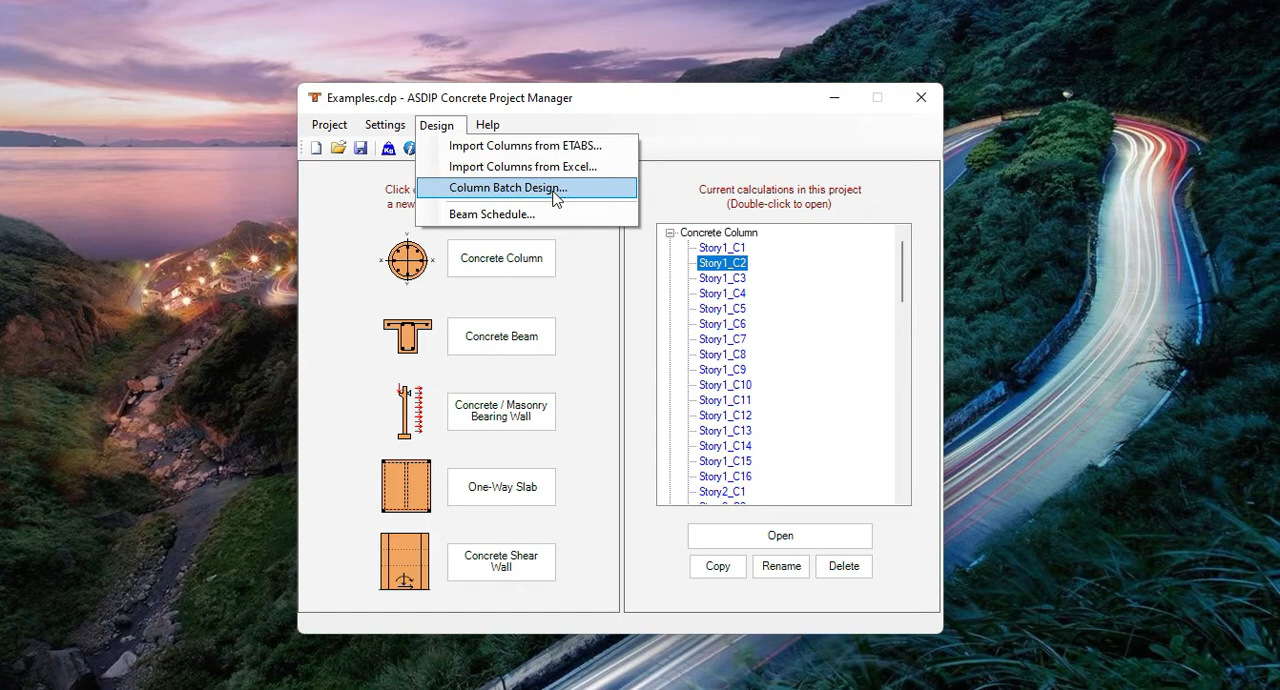 Examples.cdp - ASDIP Concrete Project Manager
Project Settings Design Help
Kg
Import Columns from ETABS...
Import Columns from Excel...
Column Batch Design...
Beam Schedule...
Click
a new
Y
X X
Y
Concrete Column
Concrete Beam
Concrete / Masonry
Bearing Wall
One-Way Slab
Concrete Shear
Wall
Current calculations in this project
(Double-click to open)
Concrete Column
Story1_C1
Story1_C2
Story1_C3
Story1_C4
Story1_C5
Story1_C6
Story1_C7
Story1_C8
Story1_C9
Story1_C10
Story1_C11
Story1_C12
Story1_C13
Story1_C14
Story1_C15
Story1_C16
Story2_C1
Open
Copy Rename Delete